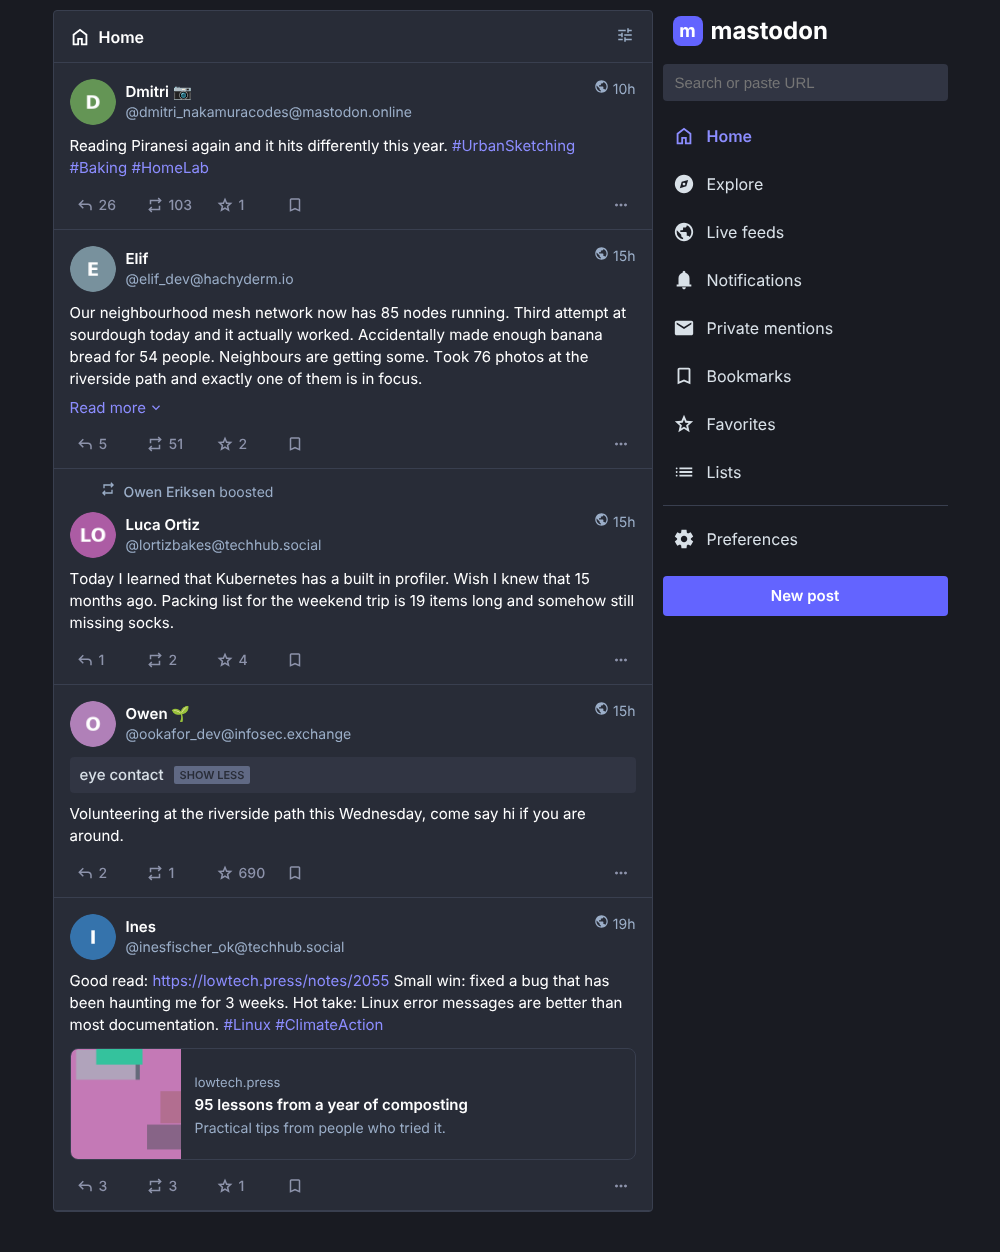 Home
D
Dmitri 📷
10h
@dmitri_nakamuracodes@mastodon.online
Reading Piranesi again and it hits differently this year. #UrbanSketching
#Baking #HomeLab
26 103 1
E
Elif
15h
@elif_dev@hachyderm.io
Our neighbourhood mesh network now has 85 nodes running. Third attempt at
sourdough today and it actually worked. Accidentally made enough banana
bread for 54 people. Neighbours are getting some. Took 76 photos at the
riverside path and exactly one of them is in focus.
Read more
5 51 2
Owen Eriksen boosted
LO
Luca Ortiz
15h
@lortizbakes@techhub.social
Today I learned that Kubernetes has a built in profiler. Wish I knew that 15
months ago. Packing list for the weekend trip is 19 items long and somehow still
missing socks.
1 2 4
O
Owen 🌱
15h
@ookafor_dev@infosec.exchange
eye contact SHOW LESS
Volunteering at the riverside path this Wednesday, come say hi if you are
around.
2 1 690
I
Ines
19h
@inesfischer_ok@techhub.social
Good read: https://lowtech.press/notes/2055 Small win: fixed a bug that has
been haunting me for 3 weeks. Hot take: Linux error messages are better than
most documentation. #Linux #ClimateAction
lowtech.press
95 lessons from a year of composting
Practical tips from people who tried it.
3 3 1
m mastodon
Search or paste URL
Home
Explore
Live feeds
Notifications
Private mentions
Bookmarks
Favorites
Lists
Preferences
New post